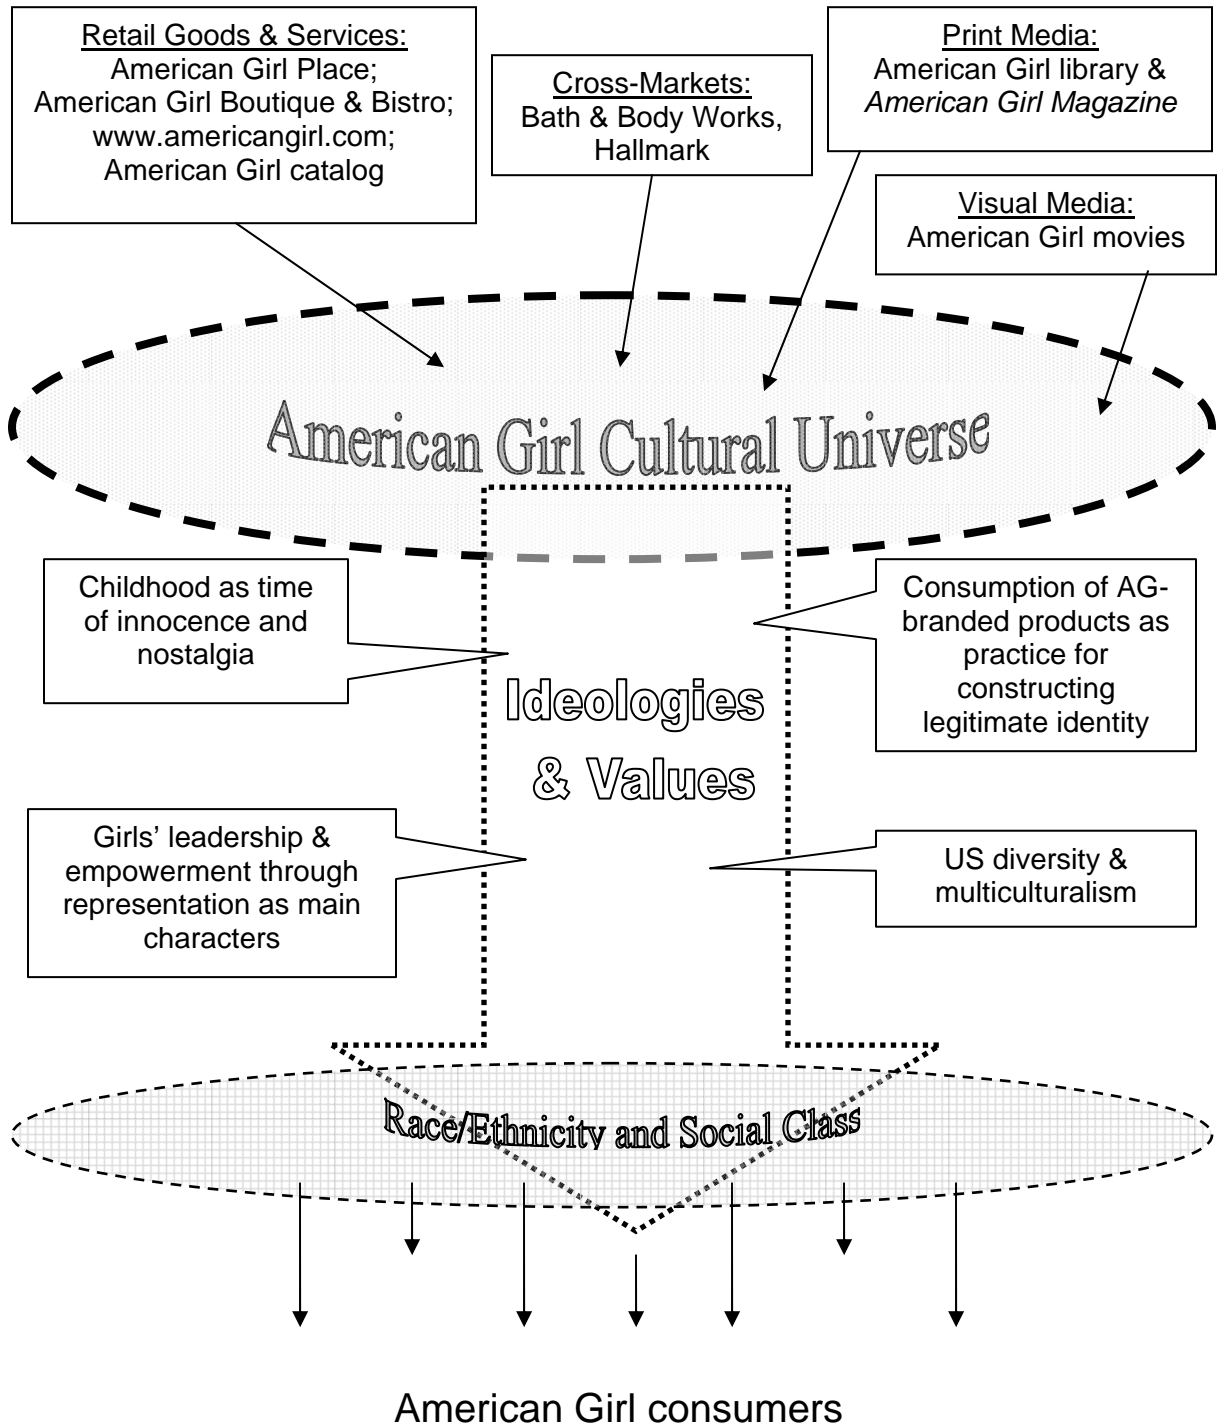 Retail Goods & Services:
American Girl Place;
American Girl Boutique & Bistro;
www.americangirl.com;
American Girl catalog
Cross-Markets:
Bath & Body Works,
Hallmark
Print Media:
American Girl library &
American Girl Magazine
Visual Media:
American Girl movies
American Girl Cultural Universe
Childhood as time
of innocence and
nostalgia
Consumption of AG-
branded products as
practice for
constructing
legitimate identity
Ideologies
& Values
Girls’ leadership &
empowerment through
representation as main
characters
US diversity &
multiculturalism
Race/Ethnicity and Social Class
American Girl consumers